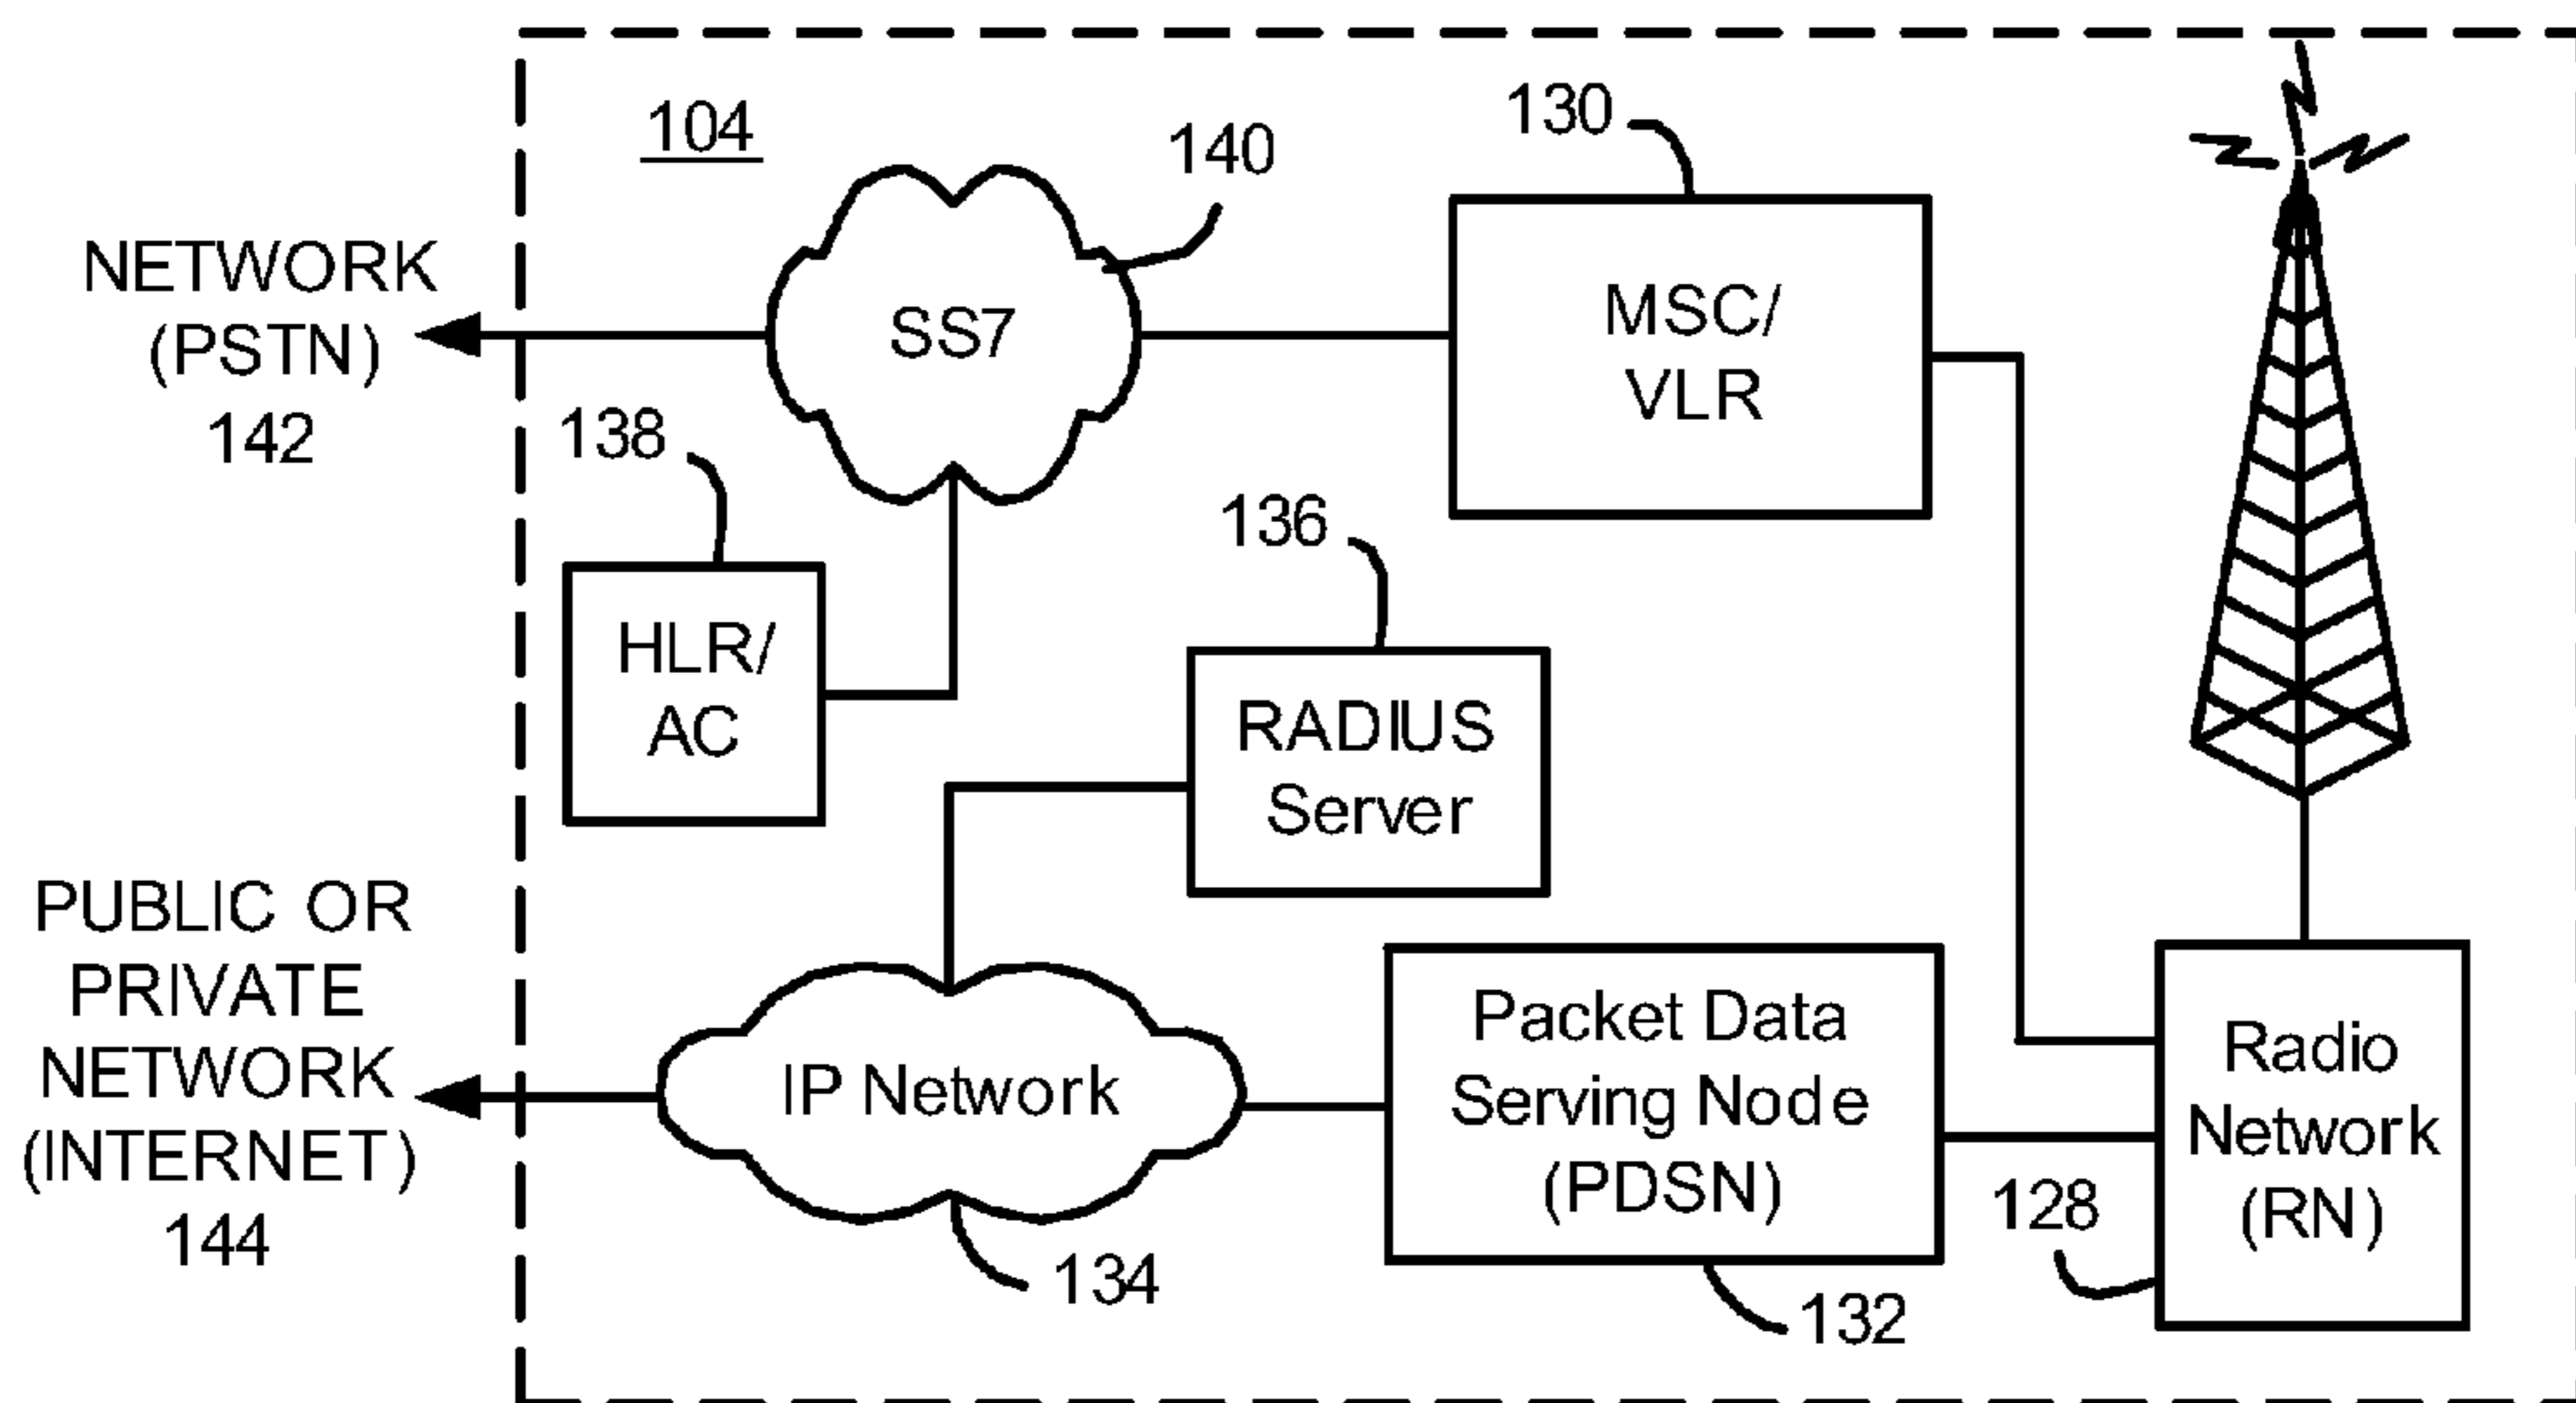 104
140
130
NETWORK
(PSTN)
142
SS7
MSC/
VLR
138
136
HLR/
AC
RADIUS
Server
PUBLIC OR
PRIVATE
NETWORK
(INTERNET)
144
IP Network
134
Packet Data
Serving Node
(PDSN)
132
128
Radio
Network
(RN)